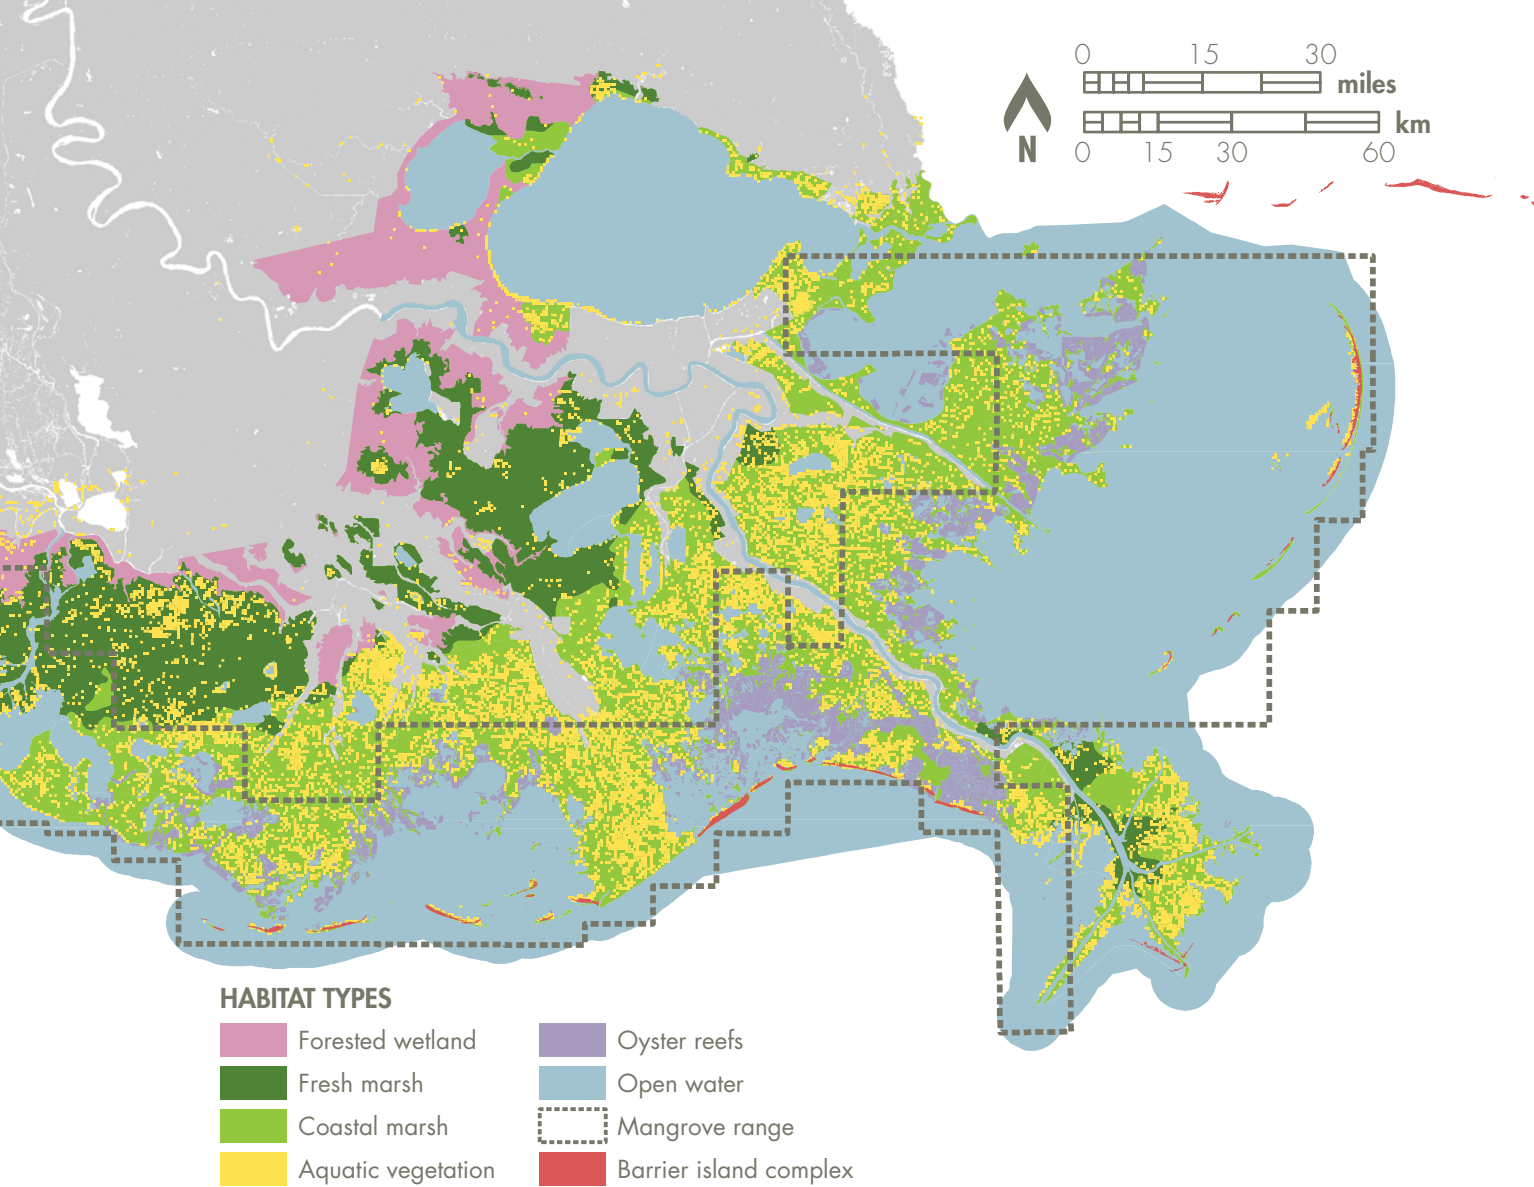 0 15 30
miles
km
0 15 30 60
N
HABITAT TYPES
Forested wetland
Fresh marsh
Coastal marsh
Aquatic vegetation
Oyster reefs
Open water
Mangrove range
Barrier island complex